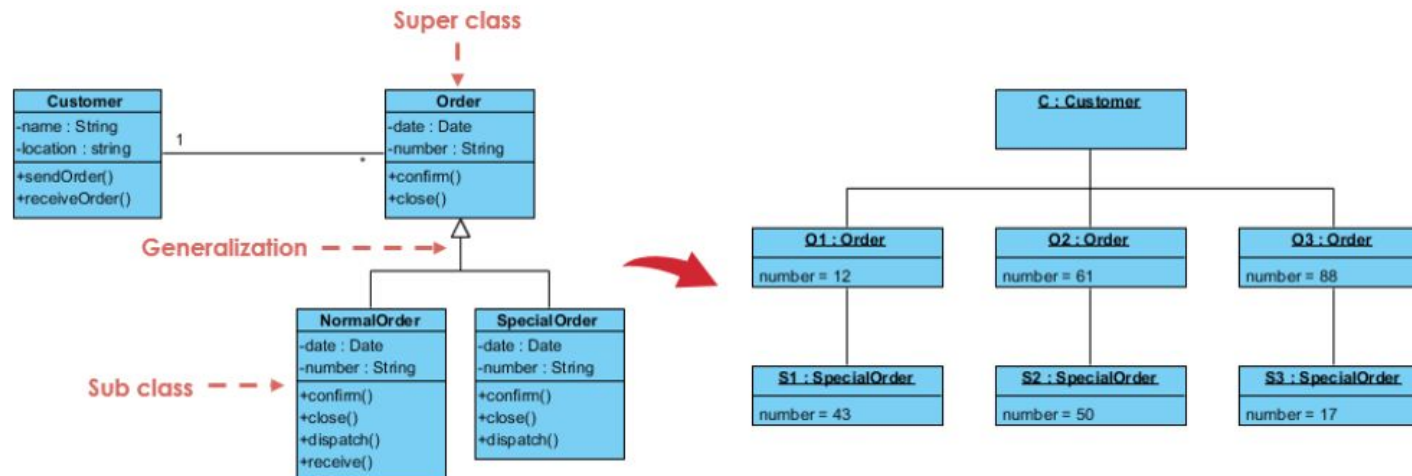 Super class
Customer
-name : String
-location : string
+sendOrder()
+receiveOrder()
1
*
Order
-date : Date
-number : String
+confirm()
+close()
Generalization
NormalOrder
-date : Date
-number : String
+confirm()
+close()
+dispatch()
+receive()
SpecialOrder
-date : Date
-number : String
+confirm()
+close()
+dispatch()
Sub class
C : Customer
O1 : Order
number = 12
O2 : Order
number = 61
O3 : Order
number = 88
S1 : SpecialOrder
number = 43
S2 : SpecialOrder
number = 50
S3 : SpecialOrder
number = 17